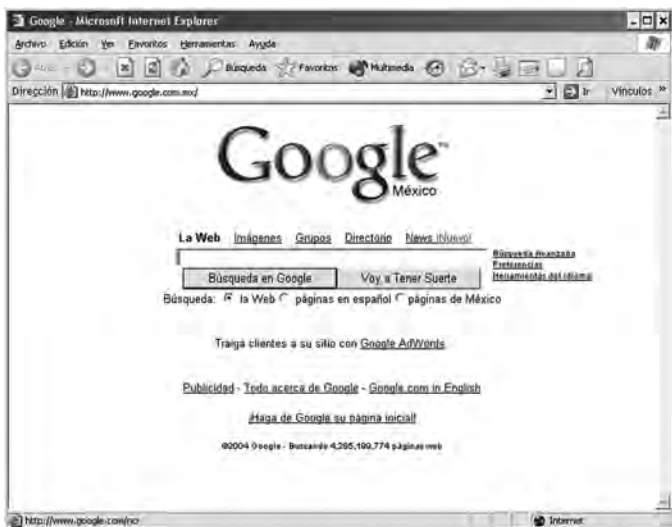 Google - Microsoft Internet Explorer
Archivo Edición Ver Favoritos Herramientas Ayuda
Atrás Búsqueda Favoritos Multimedia
Dirección http://www.google.com.mx/ Ir Vínculos »
Google™
México
La Web Imágenes Grupos Directorio News ¡Nuevo!
Búsqueda Avanzada
Preferencias
Herramientas del idioma
Búsqueda en Google Voy a Tener Suerte
Búsqueda: la Web páginas en español páginas de México
Traiga clientes a su sitio con Google AdWords
Publicidad - Todo acerca de Google - Google.com in English
¡Haga de Google su página inicial!
©2004 Google - Buscando 4,285,199,774 páginas web
http://www.google.com/ncr Internet